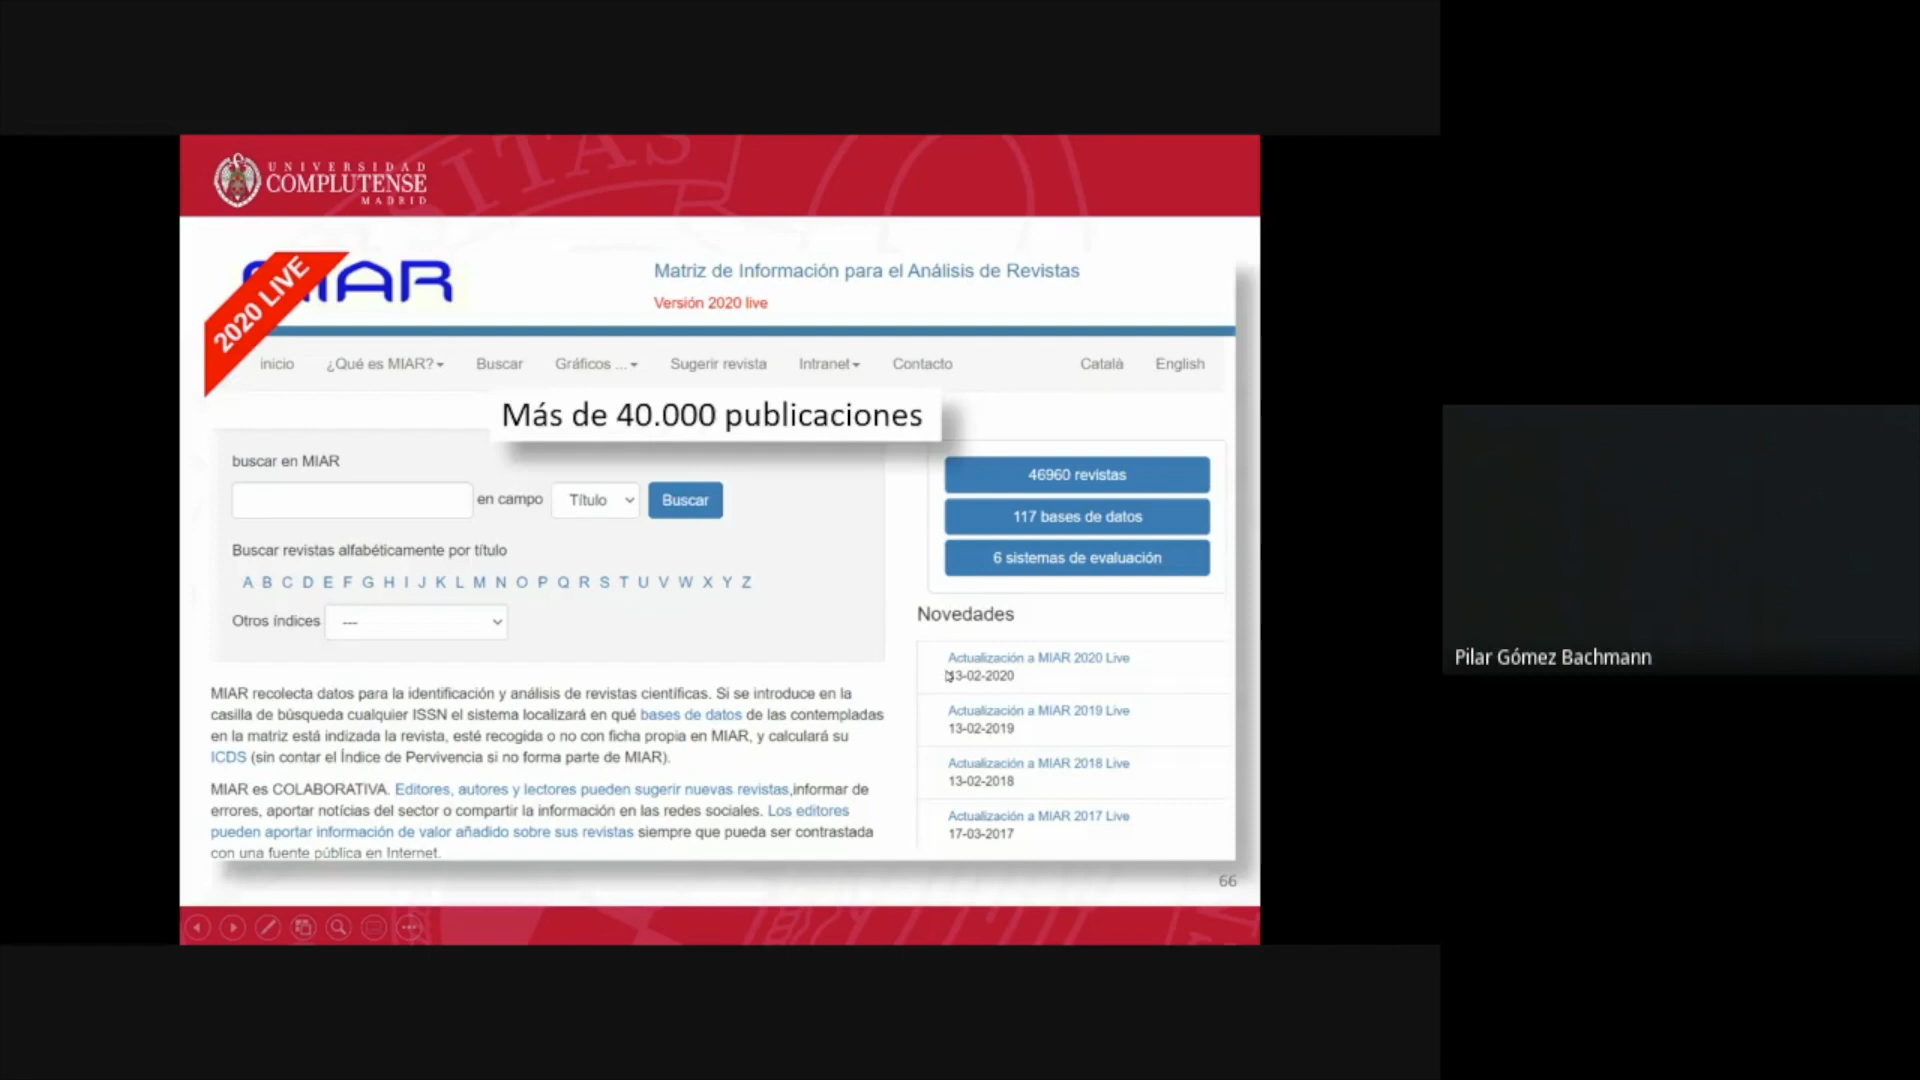 UNIVERSIDAD
COMPLUTENSE
MADRID
2020 LIVE
MIAR
Matriz de Información para el Análisis de Revistas
Versión 2020 live
inicio ¿Qué es MIAR? Buscar Gráficos ... Sugerir revista Intranet Contacto Català English
Más de 40.000 publicaciones
buscar en MIAR
en campo Título Buscar
Buscar revistas alfabéticamente por título
A B C D E F G H I J K L M N O P Q R S T U V W X Y Z
Otros índices ---
46960 revistas
117 bases de datos
6 sistemas de evaluación
Novedades
Actualización a MIAR 2020 Live
13-02-2020
Actualización a MIAR 2019 Live
13-02-2019
Actualización a MIAR 2018 Live
13-02-2018
Actualización a MIAR 2017 Live
17-03-2017
MIAR recolecta datos para la identificación y análisis de revistas científicas. Si se introduce en la
casilla de búsqueda cualquier ISSN el sistema localizará en qué bases de datos de las contempladas
en la matriz está indizada la revista, esté recogida o no con ficha propia en MIAR, y calculará su
ICDS (sin contar el Índice de Pervivencia si no forma parte de MIAR).
MIAR es COLABORATIVA. Editores, autores y lectores pueden sugerir nuevas revistas,informar de
errores, aportar notícias del sector o compartir la información en las redes sociales. Los editores
pueden aportar información de valor añadido sobre sus revistas siempre que pueda ser contrastada
con una fuente pública en Internet.
66
Pilar Gómez Bachmann